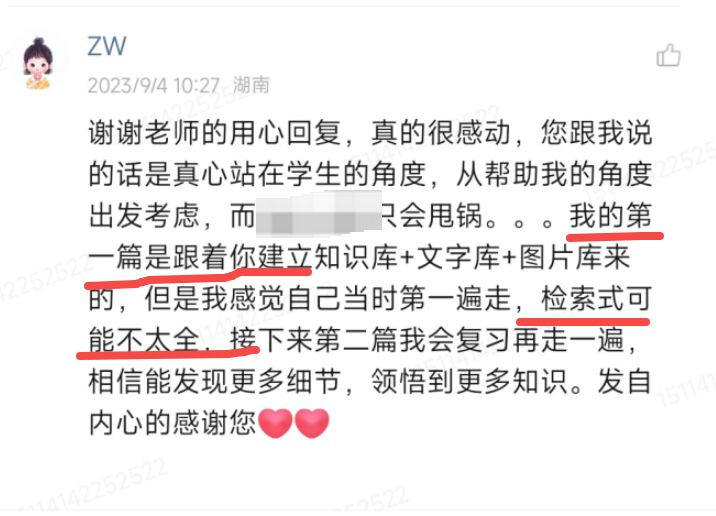 ZW
2023/9/4 10:27 湖南
谢谢老师的用心回复，真的很感动，您跟我说
的话是真心站在学生的角度，从帮助我的角度
出发考虑，而只会甩锅。。。我的第
一篇是跟着你建立知识库+文字库+图片库来
的，但是我感觉自己当时第一遍走，检索式可
能不太全，接下来第二篇我会复习再走一遍，
相信能发现更多细节，领悟到更多知识。发自
内心的感谢您❤❤
15114142252522